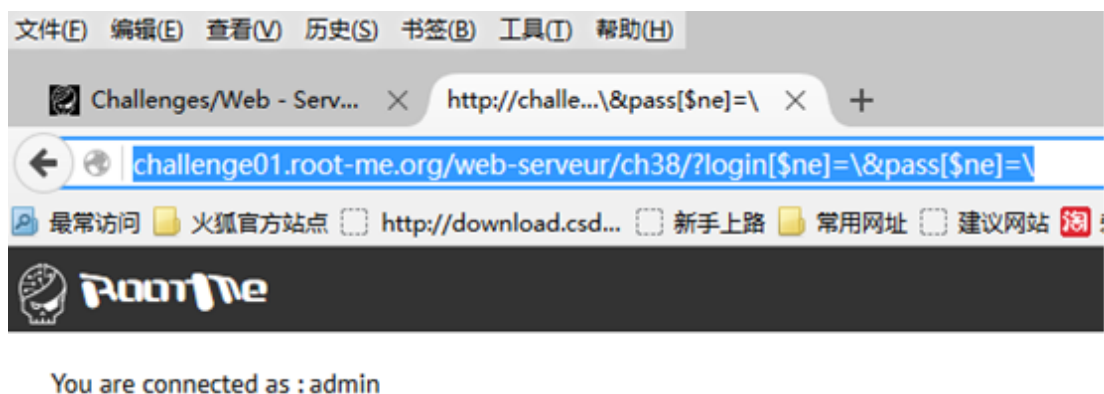 文件(F) 编辑(E) 查看(V) 历史(S) 书签(B) 工具(T) 帮助(H)
Challenges/Web - Serv... http://challe...\&pass[$ne]=\
challenge01.root-me.org/web-serveur/ch38/?login[$ne]=\&pass[$ne]=\
最常访问 火狐官方站点 http://download.csd... 新手上路 常用网址 建议网站 淘
Root Me
You are connected as : admin